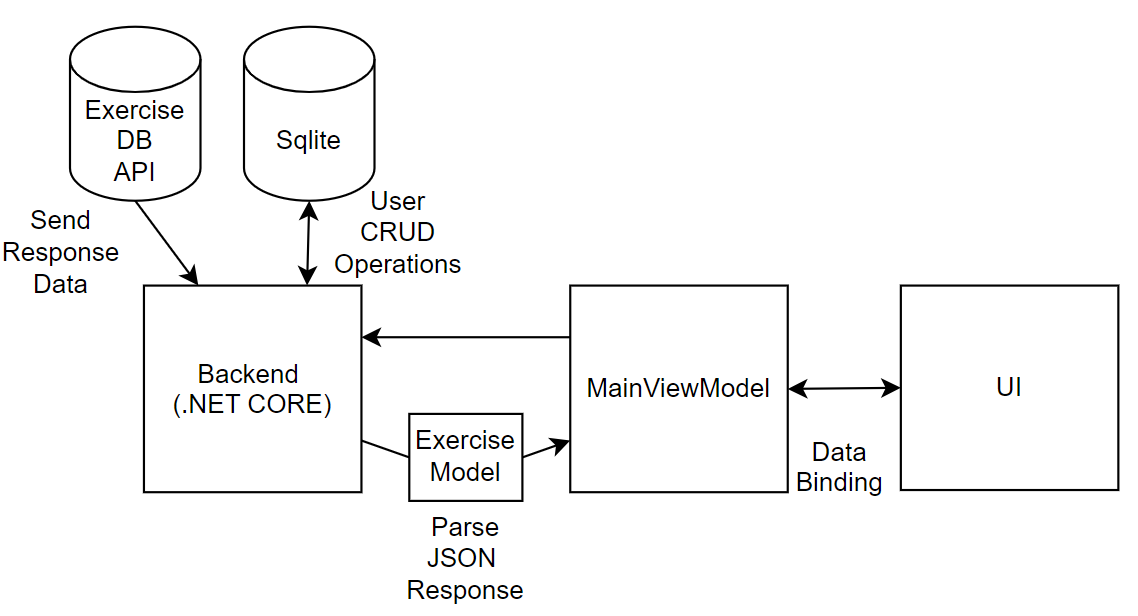 Exercise
DB
API
Sqlite
Send
Response
Data
User
CRUD
Operations
Backend
(.NET CORE)
Exercise
Model
Parse
JSON
Response
MainViewModel
Data
Binding
UI